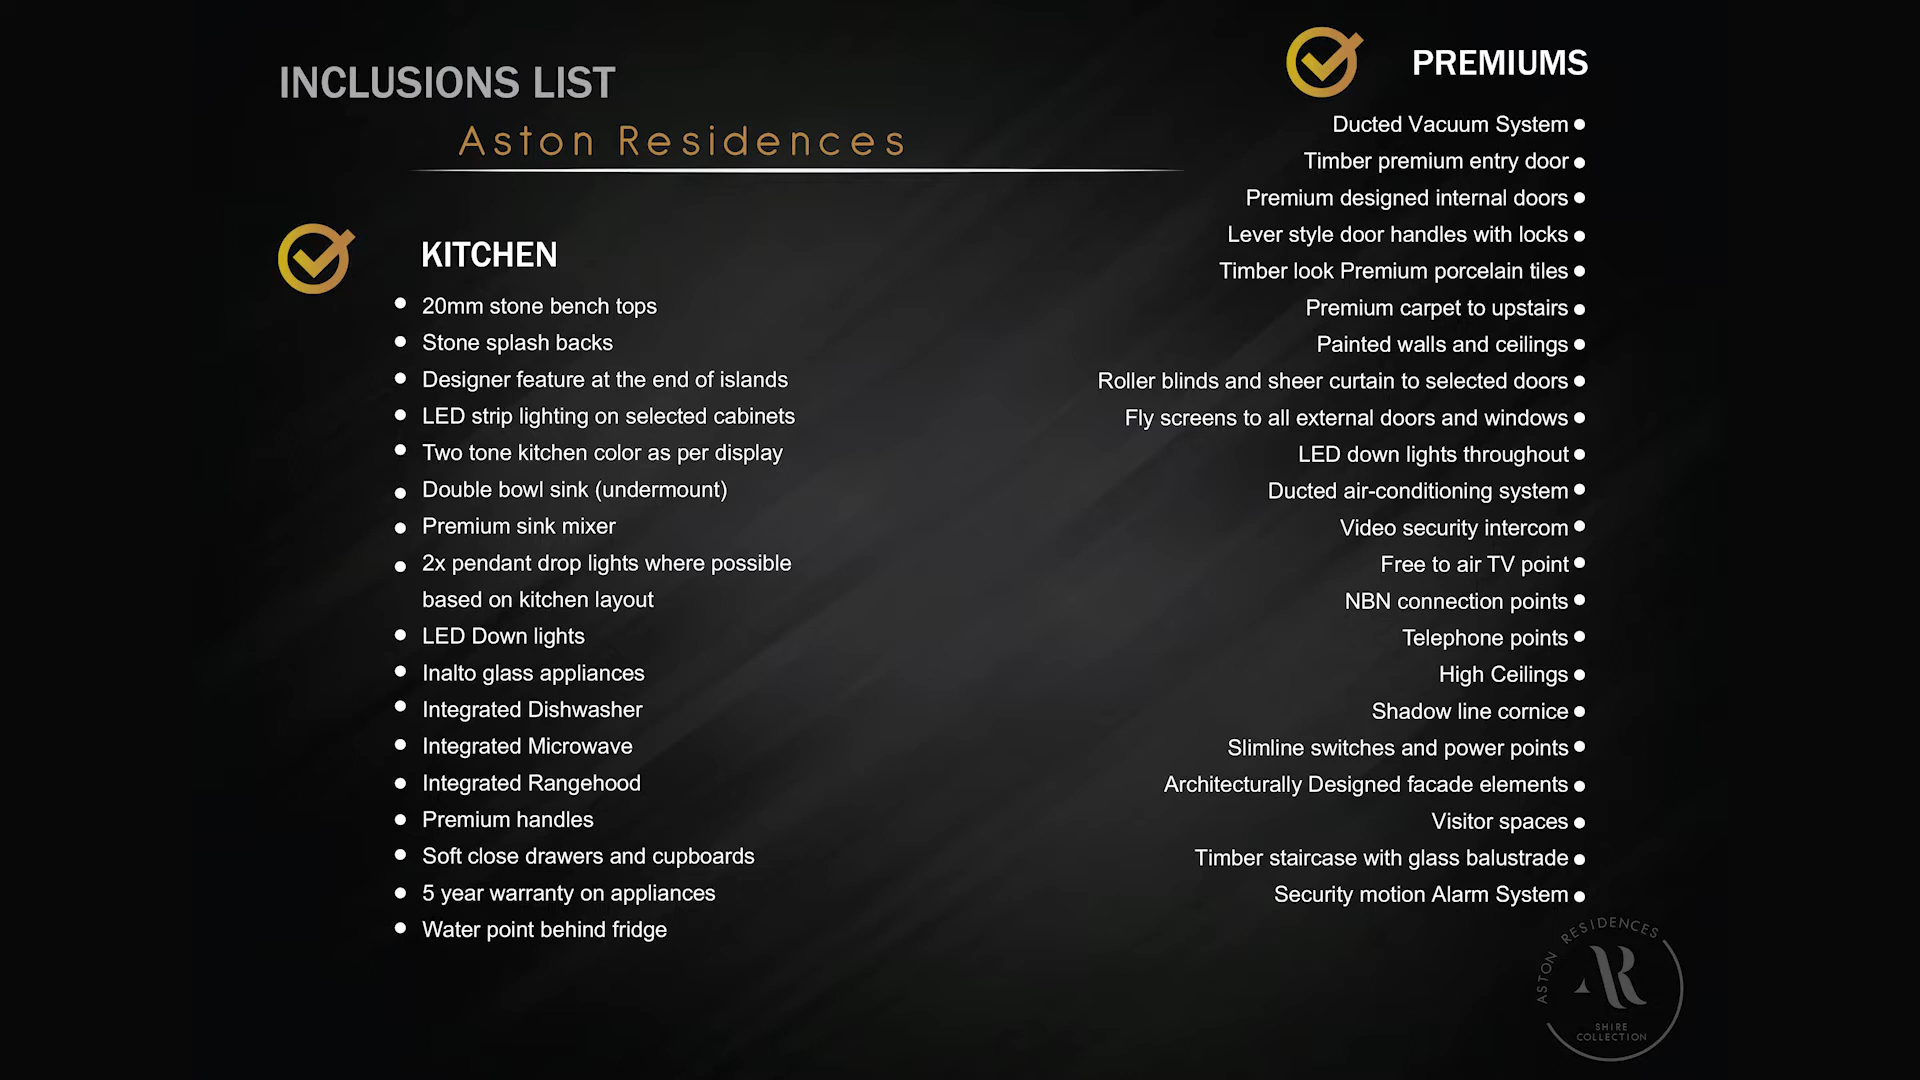 INCLUSIONS LIST
Aston Residences
KITCHEN
20mm stone bench tops
Stone splash backs
Designer feature at the end of islands
LED strip lighting on selected cabinets
Two tone kitchen color as per display
Double bowl sink (undermount)
Premium sink mixer
2x pendant drop lights where possible
based on kitchen layout
LED Down lights
Inalto glass appliances
Integrated Dishwasher
Integrated Microwave
Integrated Rangehood
Premium handles
Soft close drawers and cupboards
5 year warranty on appliances
Water point behind fridge
PREMIUMS
Ducted Vacuum System
Timber premium entry door
Premium designed internal doors
Lever style door handles with locks
Timber look Premium porcelain tiles
Premium carpet to upstairs
Painted walls and ceilings
Roller blinds and sheer curtain to selected doors
Fly screens to all external doors and windows
LED down lights throughout
Ducted air-conditioning system
Video security intercom
Free to air TV point
NBN connection points
Telephone points
High Ceilings
Shadow line cornice
Slimline switches and power points
Architecturally Designed facade elements
Visitor spaces
Timber staircase with glass balustrade
Security motion Alarm System
ASTON RESIDENCES
AR
SHIRE
COLLECTION